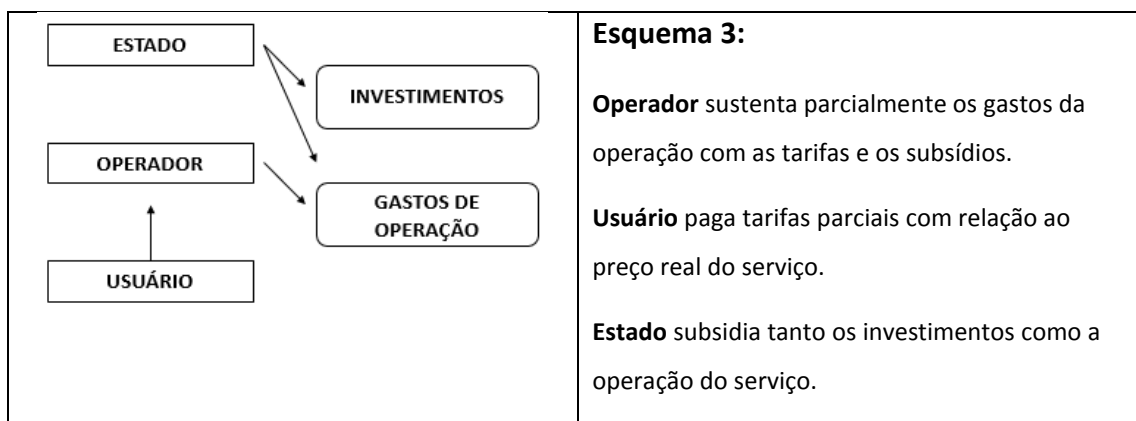 ESTADO
INVESTIMENTOS
OPERADOR
GASTOS DE
OPERAÇÃO
USUÁRIO
Esquema 3:
Operador sustenta parcialmente os gastos da
operação com as tarifas e os subsídios.
Usuário paga tarifas parciais com relação ao
preço real do serviço.
Estado subsidia tanto os investimentos como a
operação do serviço.